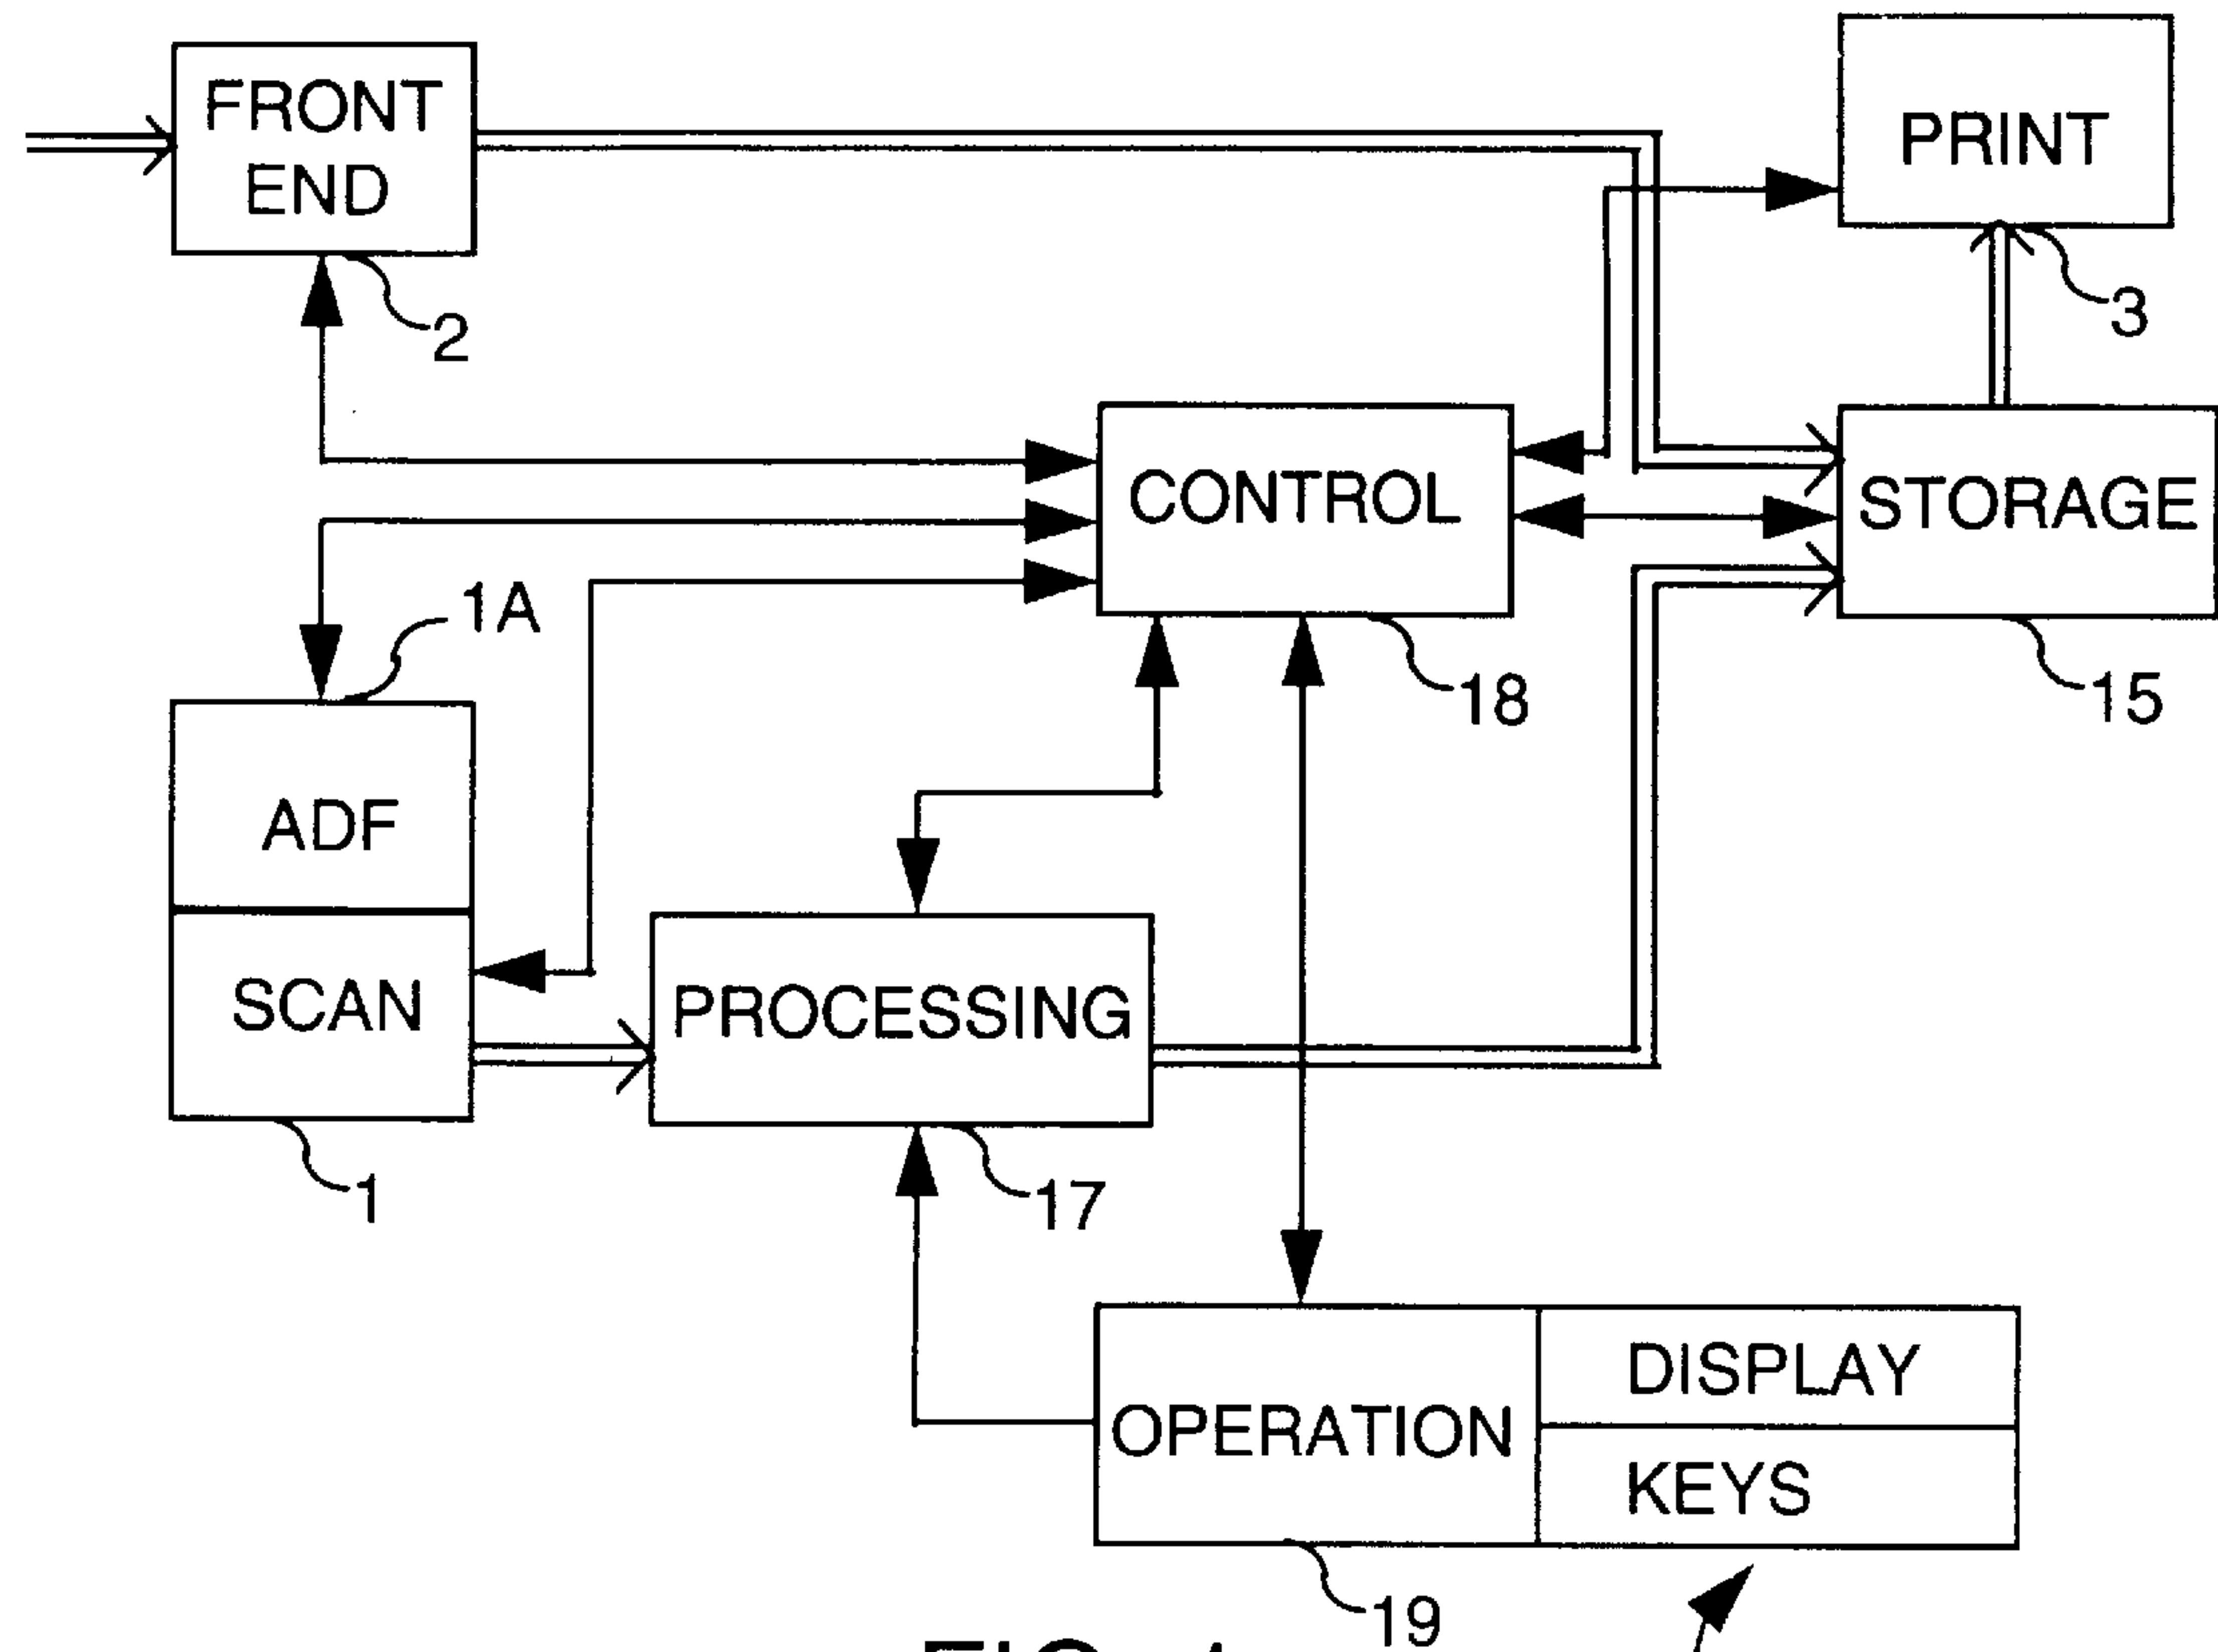 FRONT
END
PRINT
2
3
CONTROL
STORAGE
1A
18
15
ADF
SCAN
PROCESSING
1
17
DISPLAY
OPERATION
KEYS
19